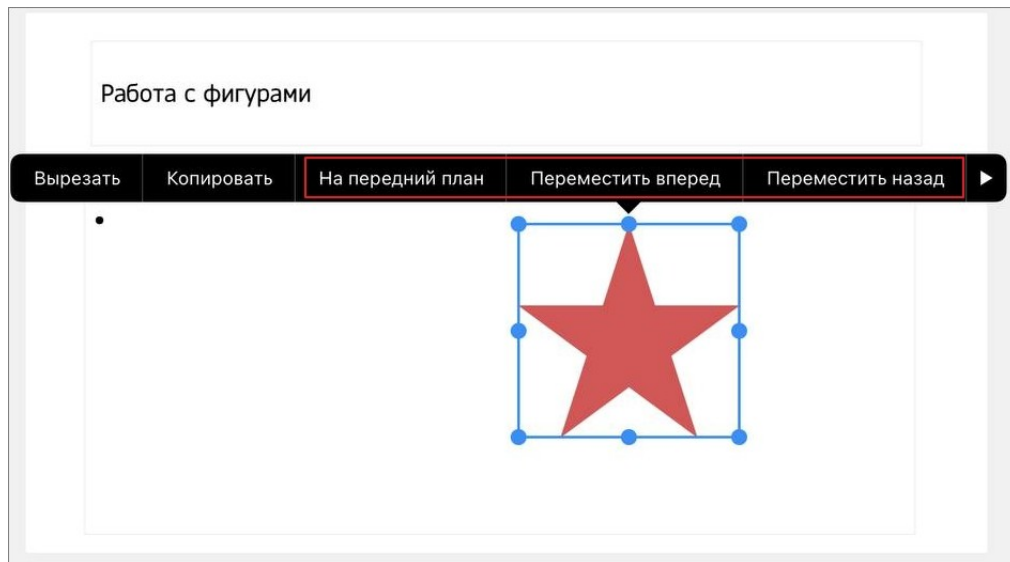 Работа с фигурами
Вырезать Копировать На передний план Переместить вперед Переместить назад
•